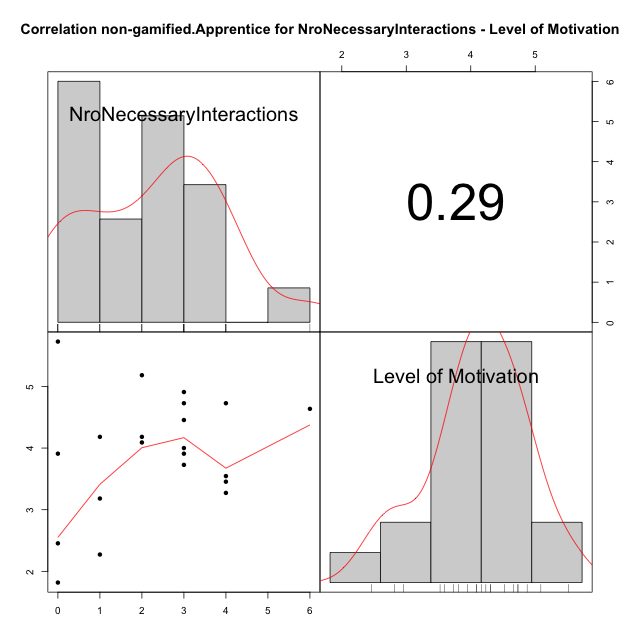 Correlation non-gamified.Apprentice for NroNecessaryInteractions - Level of Motivation
2 3 4 5
NroNecessaryInteractions
0.29
0 1 2 3 4 5 6
Level of Motivation
2 3 4 5
0 1 2 3 4 5 6